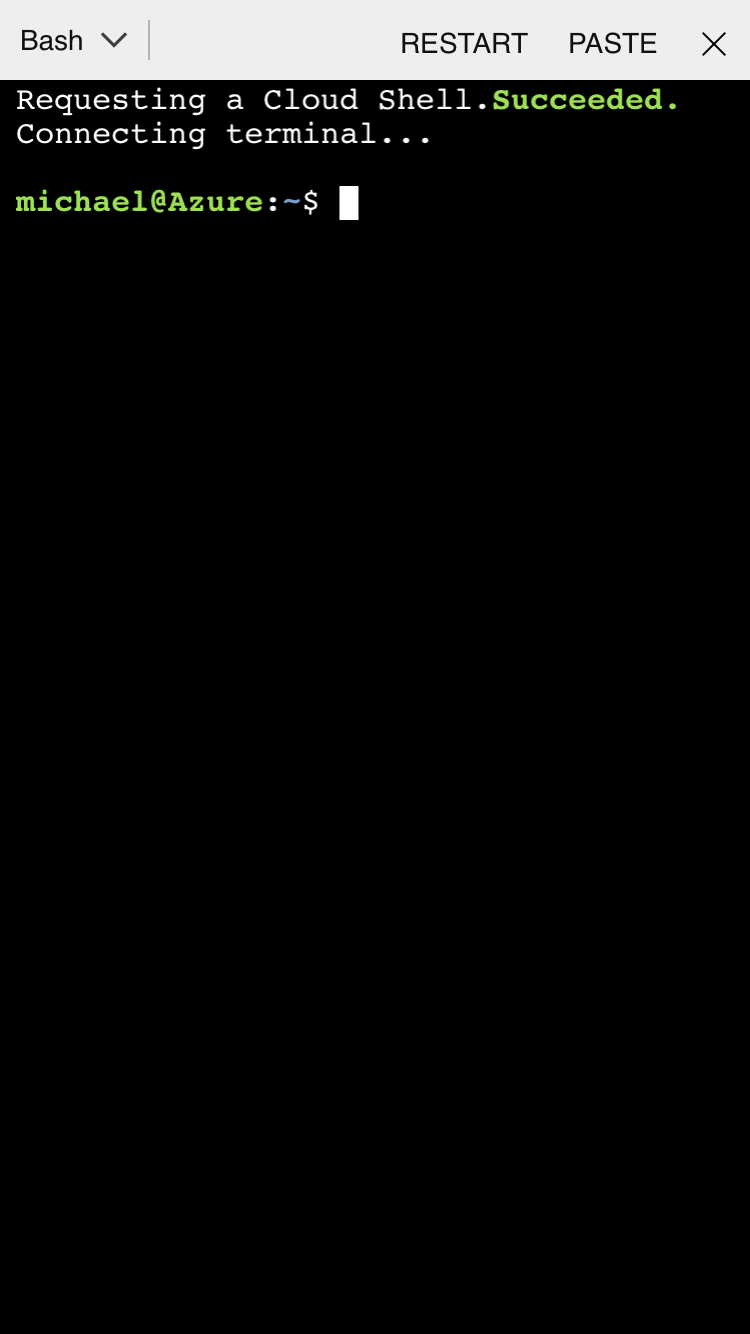 Bash RESTART PASTE
Requesting a Cloud Shell.Succeeded.
Connecting terminal...
michael@Azure:~$